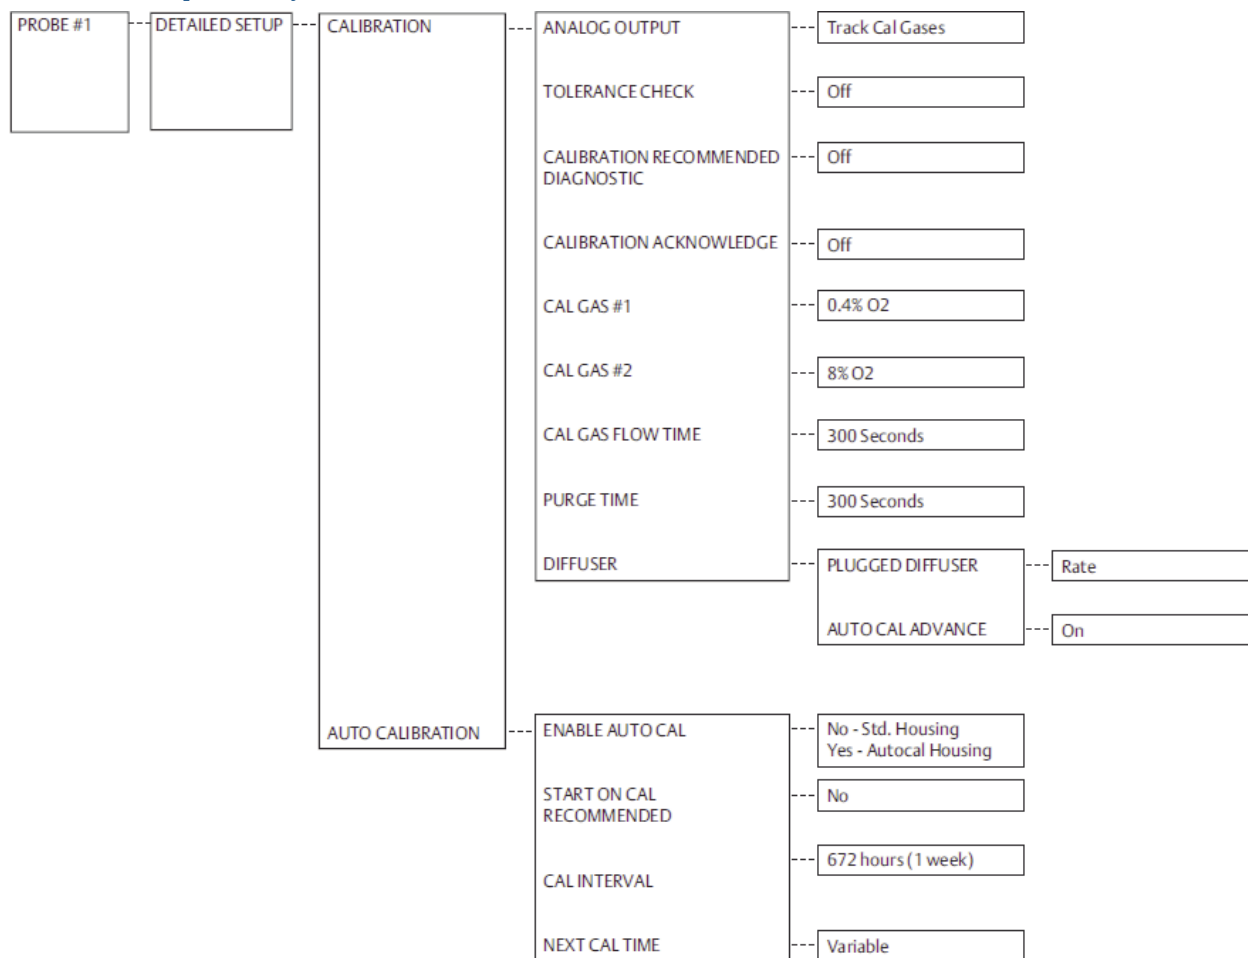 PROBE #1
DETAILED SETUP
CALIBRATION
ANALOG OUTPUT
Track Cal Gases
TOLERANCE CHECK
Off
CALIBRATION RECOMMENDED
DIAGNOSTIC
Off
CALIBRATION ACKNOWLEDGE
Off
CAL GAS #1
0.4% O2
CAL GAS #2
8% O2
CAL GAS FLOW TIME
300 Seconds
PURGE TIME
300 Seconds
DIFFUSER
PLUGGED DIFFUSER
Rate
AUTO CAL ADVANCE
On
AUTO CALIBRATION
ENABLE AUTO CAL
No - Std. Housing
Yes - Autocal Housing
START ON CAL
RECOMMENDED
No
CAL INTERVAL
672 hours (1 week)
NEXT CAL TIME
Variable